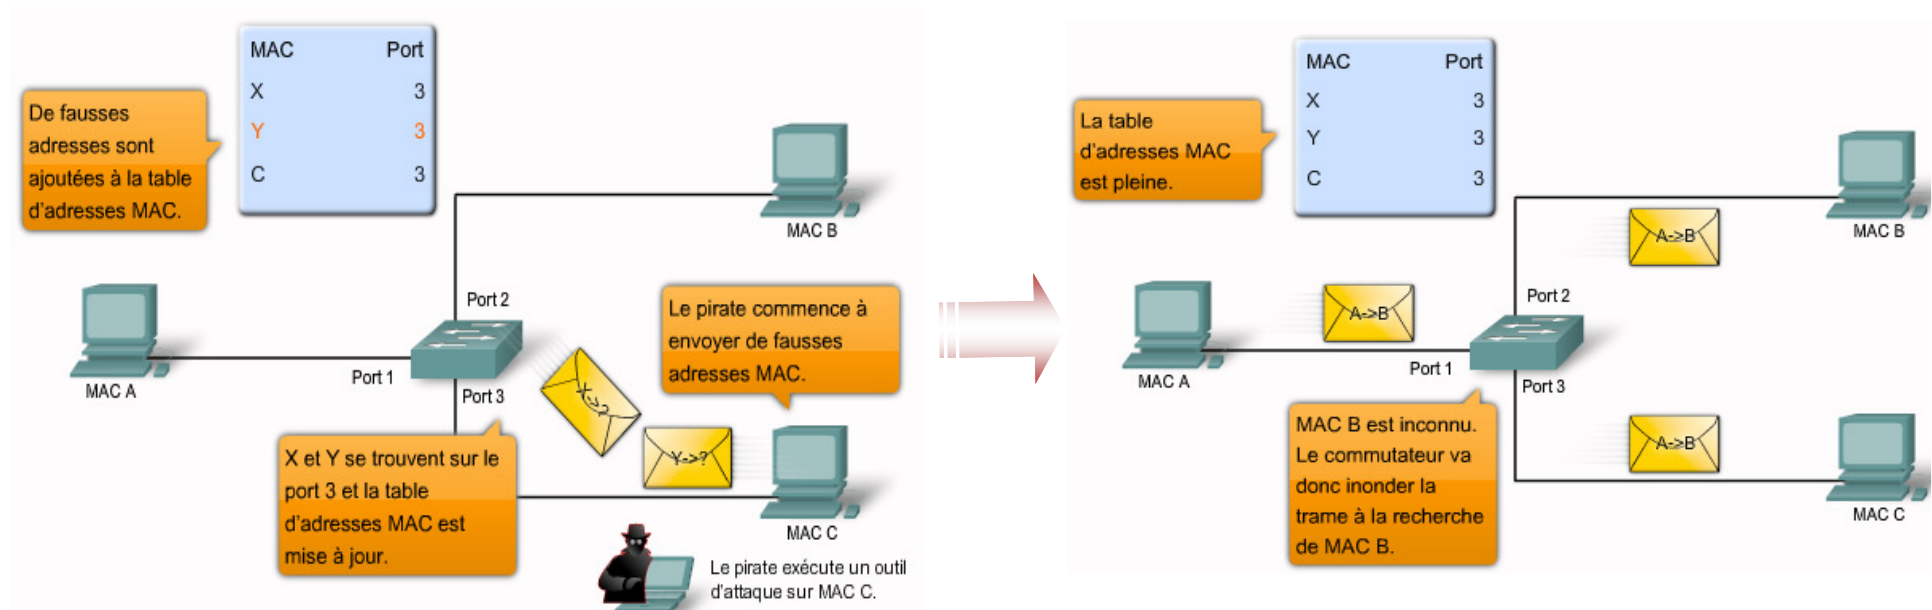 MAC Port
X 3
Y 3
C 3
De fausses
adresses sont
ajoutées à la table
d'adresses MAC.
MAC B
MAC A
Port 1
Port 2
Port 3
X->?
Y->?
Le pirate commence à
envoyer de fausses
adresses MAC.
X et Y se trouvent sur le
port 3 et la table
d'adresses MAC est
mise à jour.
MAC C
Le pirate exécute un outil
d'attaque sur MAC C.
MAC Port
X 3
Y 3
C 3
La table
d'adresses MAC
est pleine.
MAC B
A->B
A->B
MAC A
Port 1
Port 2
Port 3
MAC B est inconnu.
Le commutateur va
donc inonder la
trame à la recherche
de MAC B.
A->B
MAC C